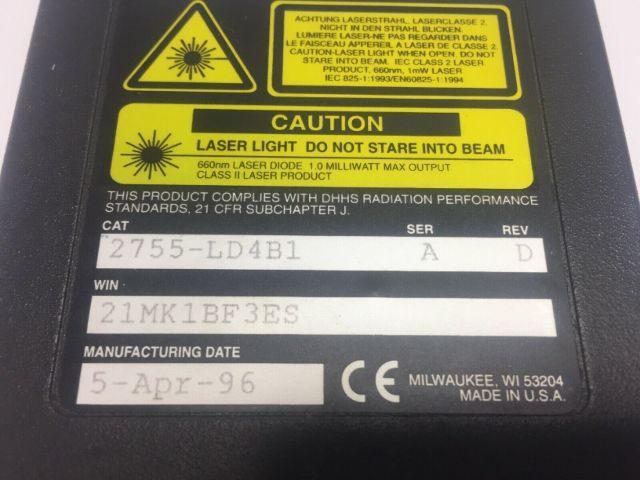 ACHTUNG LASERSTRAHL, LASERCLASSE 2,
NICHT IN DEN STRAHL BLICKEN.
LUMIERE LASER-NE PAS REGARDER DANS
LE FAISCEAU APPEREIL A LASER DE CLASSE 2
CAUTION-LASER LIGHT WHEN OPEN. DO NOT
STARE INTO BEAM. IEC CLASS 2 LASER
PRODUCT, 660nm, 1mW LASER
IEC 825-1:1993/EN60825-1:1994
CAUTION
LASER LIGHT DO NOT STARE INTO BEAM
660nm LASER DIODE 1.0 MILLIWATT MAX OUTPUT
CLASS II LASER PRODUCT
THIS PRODUCT COMPLIES WITH DHHS RADIATION PERFORMANCE
STANDARDS, 21 CFR SUBCHAPTER J.
CAT SER REV
2755-LD4B1 A D
WIN
21MK1BF3ES
MANUFACTURING DATE
5-Apr-96
CE MILWAUKEE, WI 53204
MADE IN U.S.A.